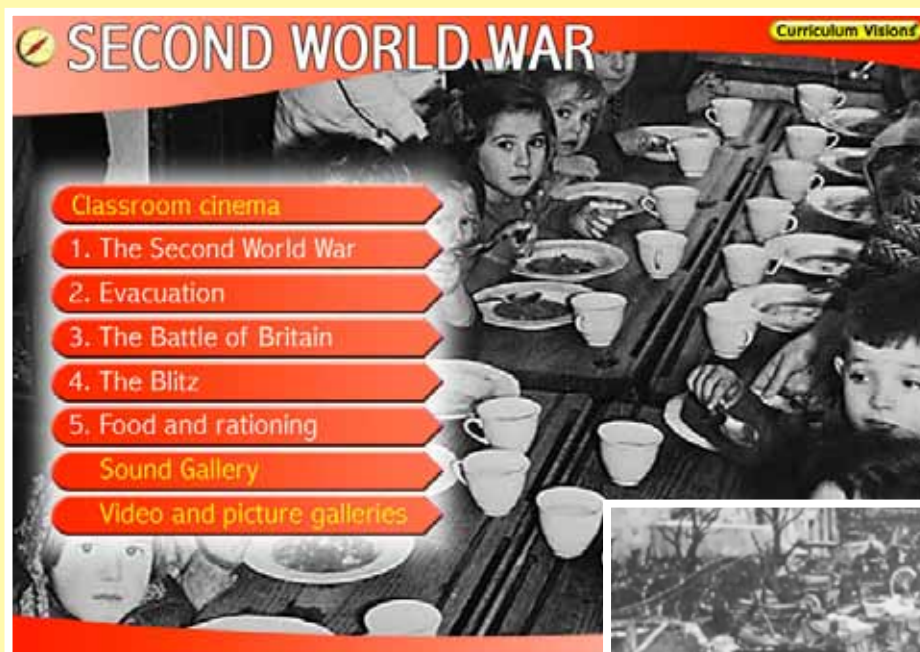 SECOND WORLD WAR
Curriculum Visions
Classroom cinema
1. The Second World War
2. Evacuation
3. The Battle of Britain
4. The Blitz
5. Food and rationing
Sound Gallery
Video and picture galleries